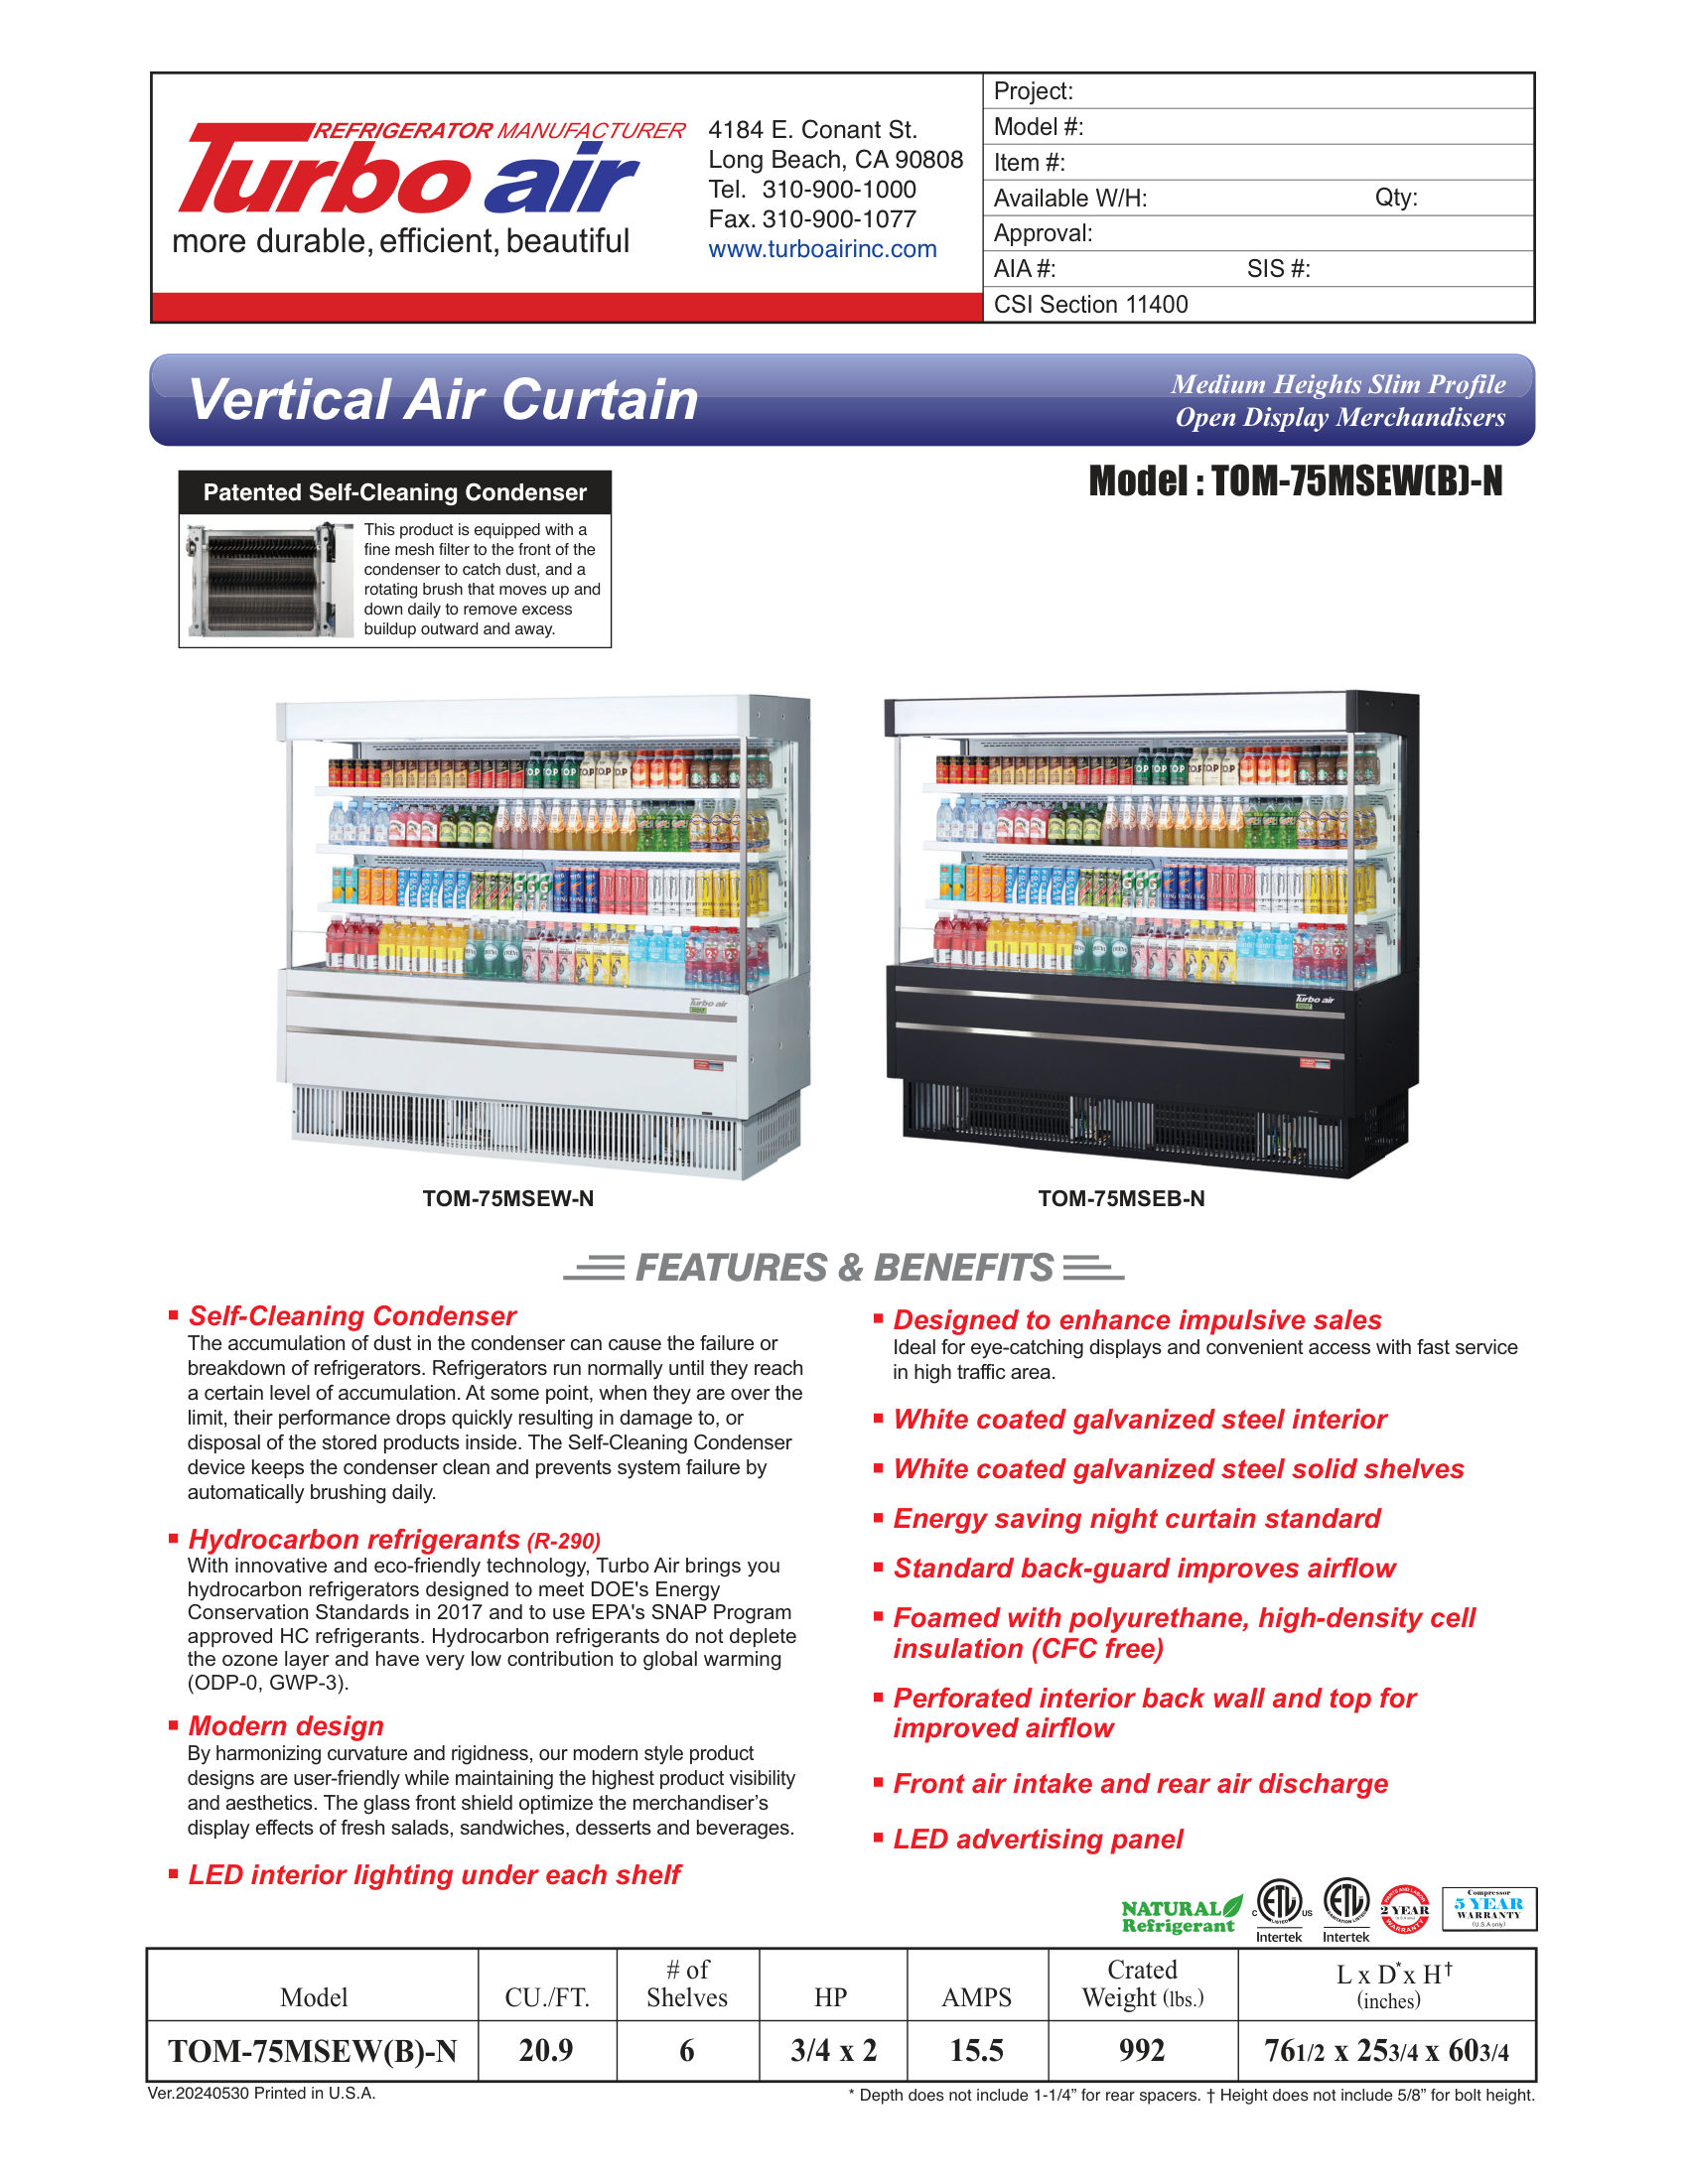 REFRIGERATOR MANUFACTURER
Turbo air
more durable, efficient, beautiful
4184 E. Conant St.
Long Beach, CA 90808
Tel. 310-900-1000
Fax. 310-900-1077
www.turboairinc.com
Project:
Model #:
Item #:
Available W/H: Qty:
Approval:
AIA #: SIS #:
CSI Section 11400
Vertical Air Curtain
Medium Heights Slim Profile
Open Display Merchandisers
Model : TOM-75MSEW(B)-N
Patented Self-Cleaning Condenser
This product is equipped with a
fine mesh filter to the front of the
condenser to catch dust, and a
rotating brush that moves up and
down daily to remove excess
buildup outward and away.
Turbo air
Turbo air
TOM-75MSEW-N
TOM-75MSEB-N
FEATURES & BENEFITS
Self-Cleaning Condenser
The accumulation of dust in the condenser can cause the failure or
breakdown of refrigerators. Refrigerators run normally until they reach
a certain level of accumulation. At some point, when they are over the
limit, their performance drops quickly resulting in damage to, or
disposal of the stored products inside. The Self-Cleaning Condenser
device keeps the condenser clean and prevents system failure by
automatically brushing daily.
Hydrocarbon refrigerants (R-290)
With innovative and eco-friendly technology, Turbo Air brings you
hydrocarbon refrigerators designed to meet DOE's Energy
Conservation Standards in 2017 and to use EPA's SNAP Program
approved HC refrigerants. Hydrocarbon refrigerants do not deplete
the ozone layer and have very low contribution to global warming
(ODP-0, GWP-3).
Modern design
By harmonizing curvature and rigidness, our modern style product
designs are user-friendly while maintaining the highest product visibility
and aesthetics. The glass front shield optimize the merchandiser's
display effects of fresh salads, sandwiches, desserts and beverages.
LED interior lighting under each shelf
Designed to enhance impulsive sales
Ideal for eye-catching displays and convenient access with fast service
in high traffic area.
White coated galvanized steel interior
White coated galvanized steel solid shelves
Energy saving night curtain standard
Standard back-guard improves airflow
Foamed with polyurethane, high-density cell
insulation (CFC free)
Perforated interior back wall and top for
improved airflow
Front air intake and rear air discharge
LED advertising panel
NATURAL
Refrigerant
C ETL US
LISTED
Intertek
ETL
SANITATION LISTED
Intertek
PARTS AND LABOR
2 YEAR
(U.S.A only)
WARRANTY
Compressor
5 YEAR
WARRANTY
(U.S.A only)
Model CU./FT. # of Shelves HP AMPS Crated Weight (lbs.) L x D* x H† (inches)
TOM-75MSEW(B)-N 20.9 6 3/4 x 2 15.5 992 761/2 x 253/4 x 603/4
Ver.20240530 Printed in U.S.A.
* Depth does not include 1-1/4” for rear spacers. † Height does not include 5/8” for bolt height.